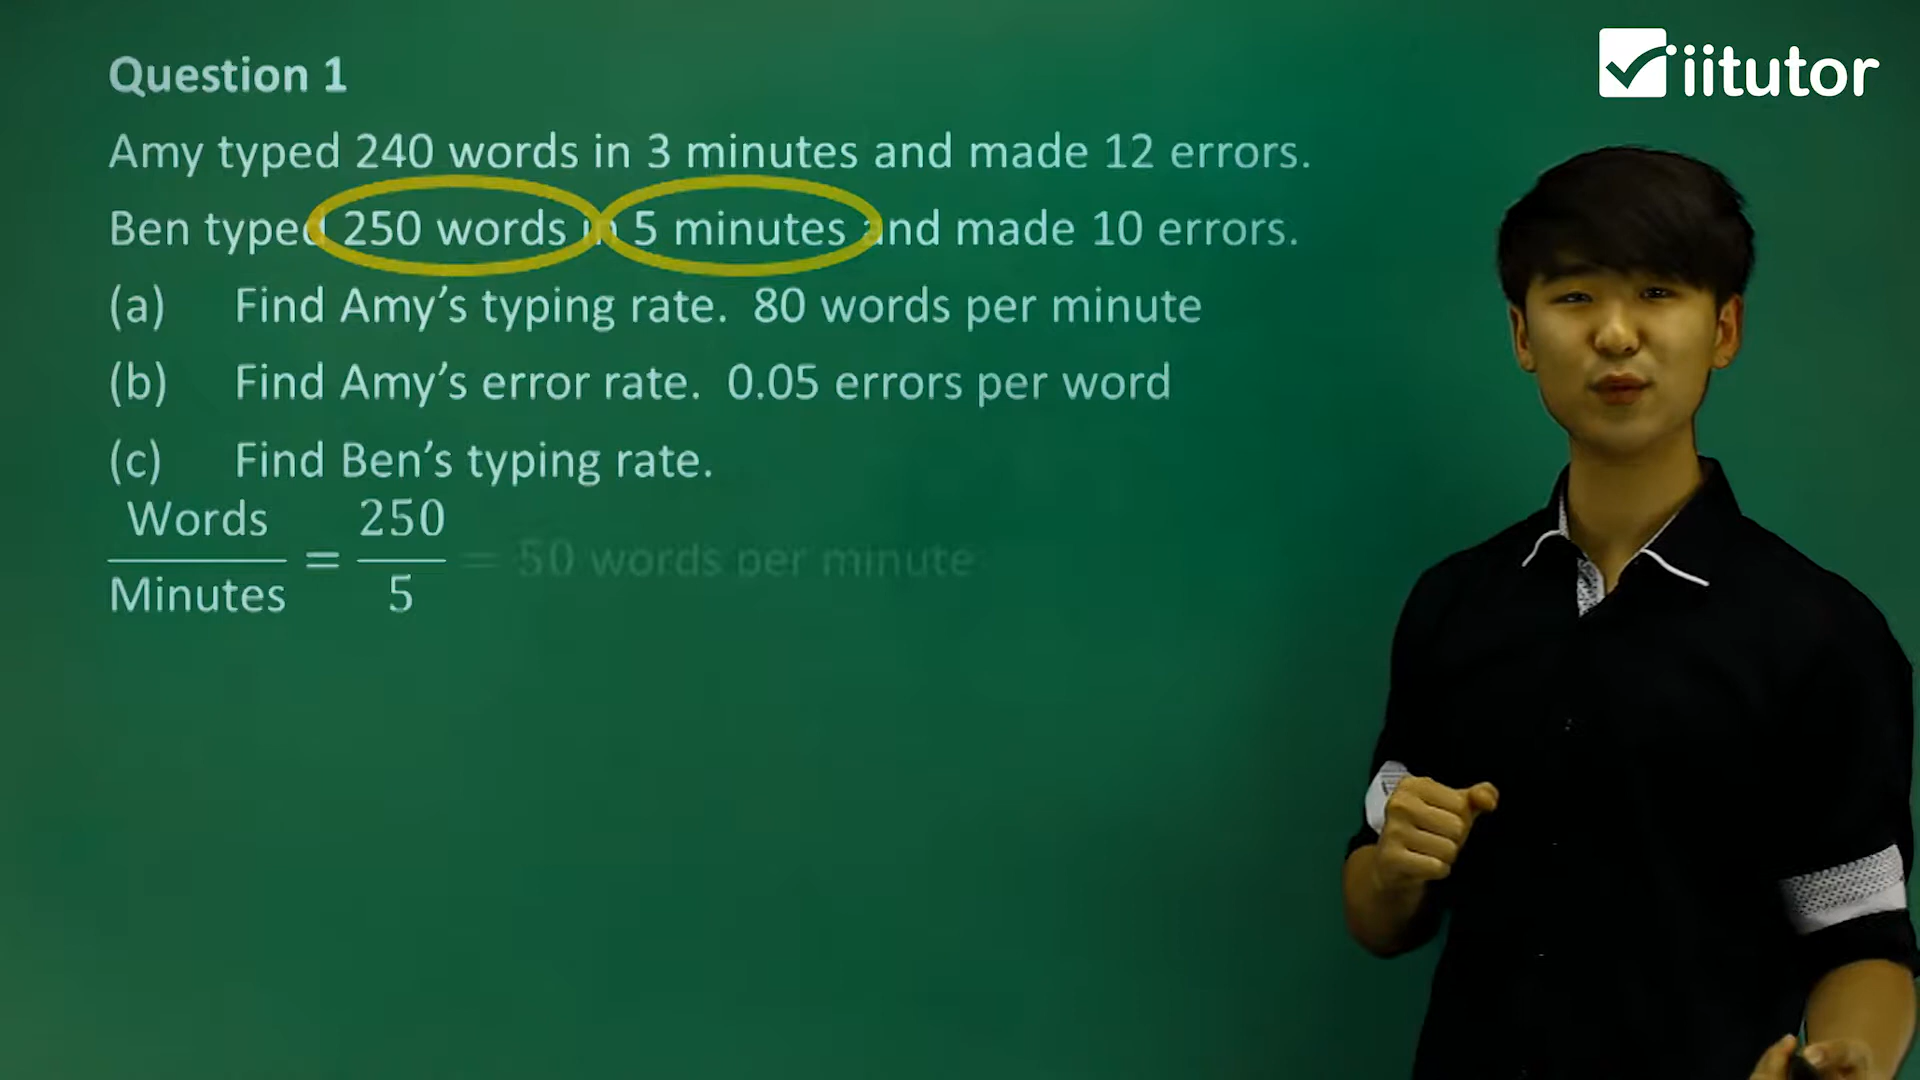 iitutor
Question 1
Amy typed 240 words in 3 minutes and made 12 errors.
Ben typed 250 words in 5 minutes and made 10 errors.
(a) Find Amy’s typing rate. 80 words per minute
(b) Find Amy’s error rate. 0.05 errors per word
(c) Find Ben’s typing rate.
Words
Minutes
=
250
5
= 50 words per minute